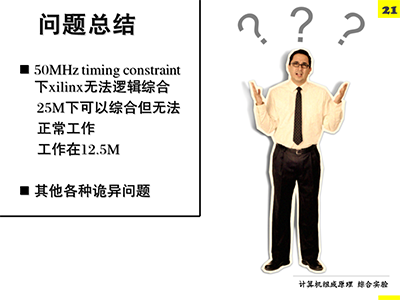 21
问题总结
? ? ?
■ 50MHz timing constraint
下xilinx无法逻辑综合
25M下可以综合但无法
正常工作
工作在12.5M
■ 其他各种诡异问题
计算机组成原理 综合实验